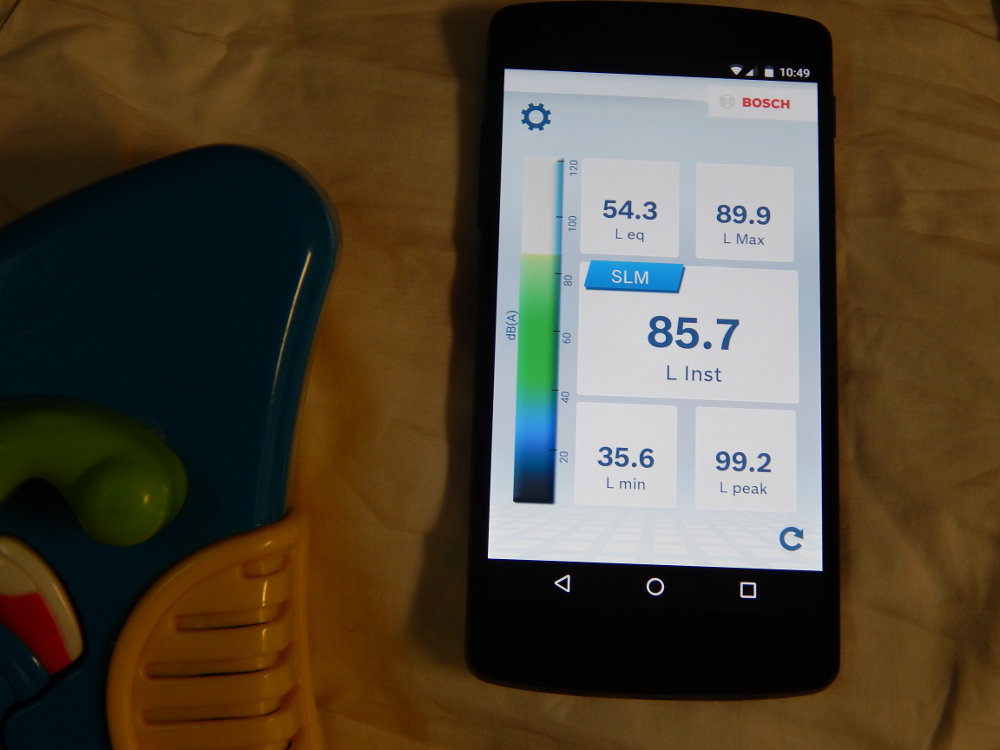 10:49
BOSCH
120
100
80
60
40
20
dB(A)
54.3
L eq
89.9
L Max
SLM
85.7
L Inst
35.6
L min
99.2
L peak